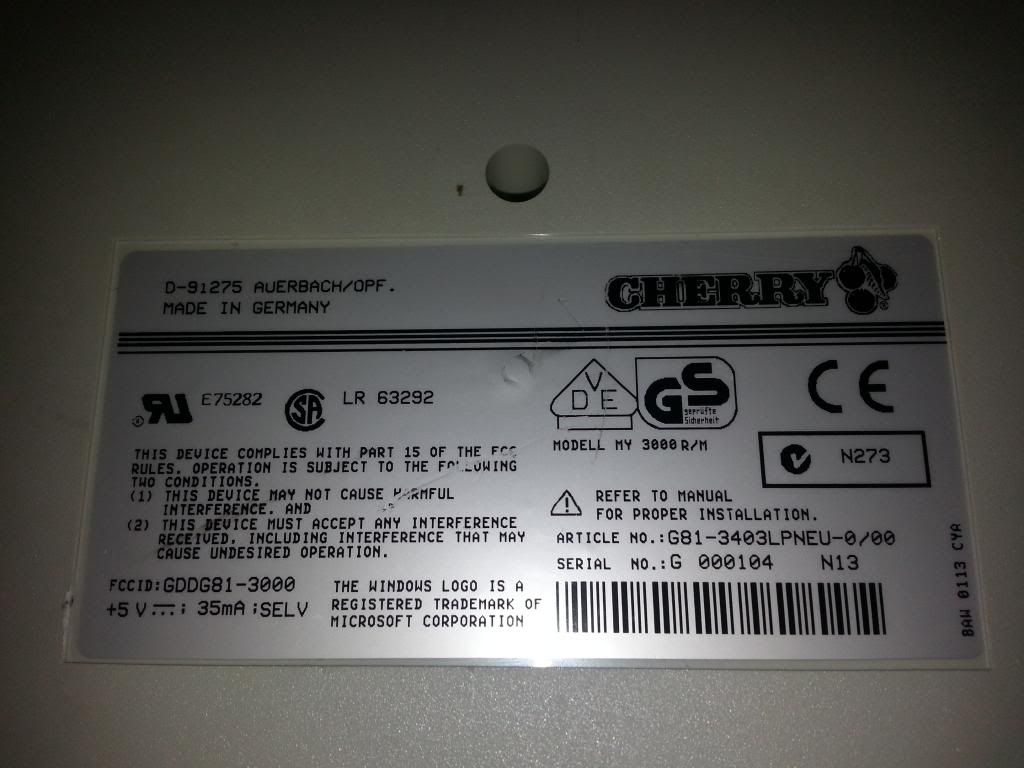 D-91275 AUERBACH/OPF.
MADE IN GERMANY
CHERRY
®
RU
®
E75282
SA
LR 63292
VDE
GS
geprüfte
Sicherheit
CE
MODELL MY 3000 R/M
N273
THIS DEVICE COMPLIES WITH PART 15 OF THE FCC
RULES. OPERATION IS SUBJECT TO THE FOLLOWING
TWO CONDITIONS.
(1) THIS DEVICE MAY NOT CAUSE HARMFUL
INTERFERENCE, AND
(2) THIS DEVICE MUST ACCEPT ANY INTERFERENCE
RECEIVED, INCLUDING INTERFERENCE THAT MAY
CAUSE UNDESIRED OPERATION.
REFER TO MANUAL
FOR PROPER INSTALLATION.
ARTICLE NO.:G81-3403LPNEU-0/00
SERIAL NO.:G 000104 N13
FCCID:GDDG81-3000
+5 V⎓; 35mA;SELV
THE WINDOWS LOGO IS A
REGISTERED TRADEMARK OF
MICROSOFT CORPORATION
BAW 0113 CYA